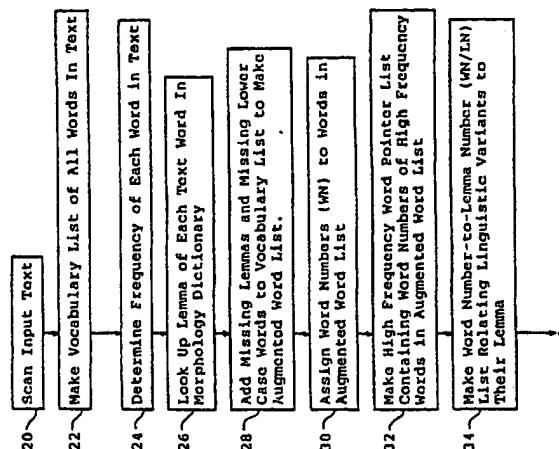 20
Scan Input Text
22
Make Vocabulary List of All Words In Text
24
Determine Frequency of Each Word in Text
26
Look Up Lemma of Each Text Word In
Morphology Dictionary
28
Add Missing Lemmas and Missing Lower
Case Words to Vocabulary List to Make
Augmented Word List.
30
Assign Word Numbers (WN) to Words in
Augmented Word List
32
Make High Frequency Word Pointer List
Containing Word Numbers of High Frequency
Words in Augmented Word List
34
Make Word Number-to-Lemma Number (WN/LN)
List Relating Linguistic Variants to
Their Lemma